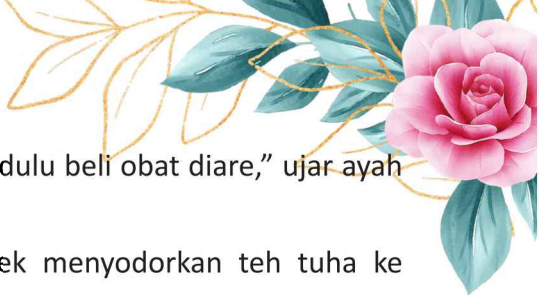 dulu beli obat diare,” ujar ayah
ek menyodorkan teh tuha ke